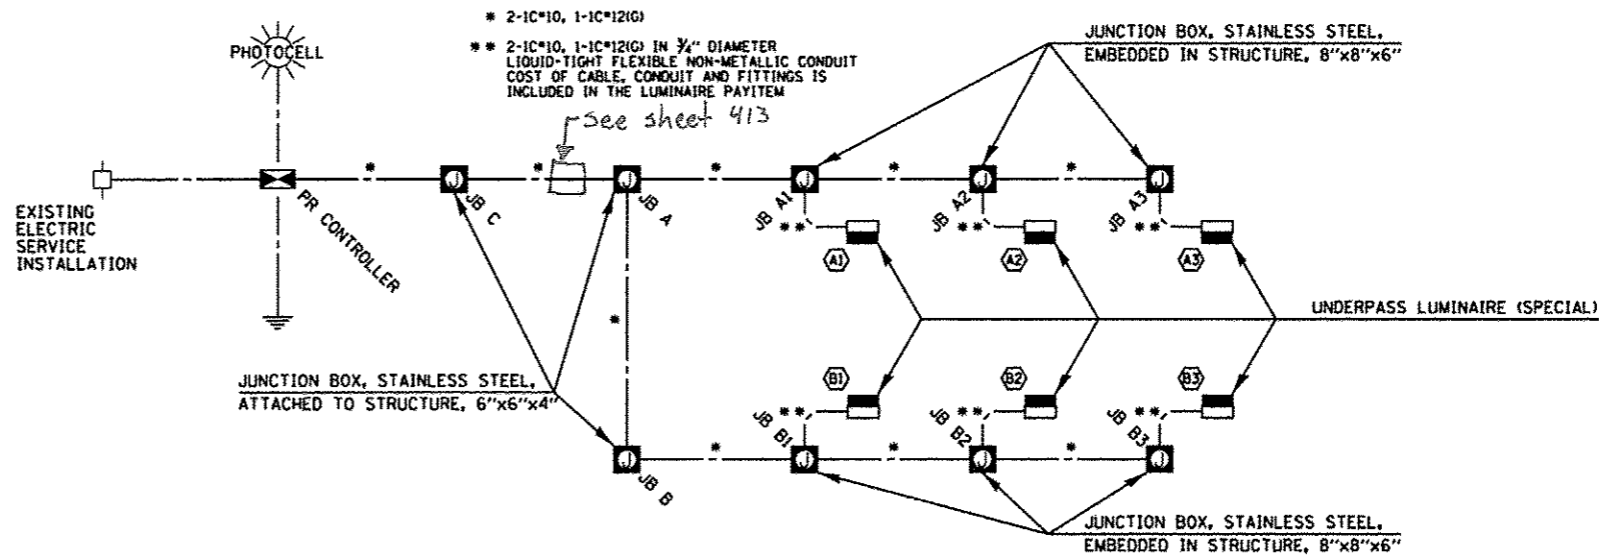 * 2-1C#10, 1-1C#12(G)
** 2-1C#10, 1-1C#12(G) IN 3/4" DIAMETER
LIQUID-TIGHT FLEXIBLE NON-METALLIC CONDUIT
COST OF CABLE, CONDUIT AND FITTINGS IS
INCLUDED IN THE LUMINAIRE PAYITEM
See sheet 413
PHOTOCELL
JUNCTION BOX, STAINLESS STEEL,
EMBEDDED IN STRUCTURE, 8"x8"x6"
* * * * *
J J J J J
EXISTING
ELECTRIC
SERVICE
INSTALLATION
PR CONTROLLER
JB C
JB A
JB A1
JB A2
JB A3
** ** **
A1 A2 A3
UNDERPASS LUMINAIRE (SPECIAL)
*
JUNCTION BOX, STAINLESS STEEL,
ATTACHED TO STRUCTURE, 6"x6"x4"
B1 B2 B3
** ** **
JB B1
JB B2
JB B3
* * *
J J J J
JB B
JUNCTION BOX, STAINLESS STEEL,
EMBEDDED IN STRUCTURE, 8"x8"x6"